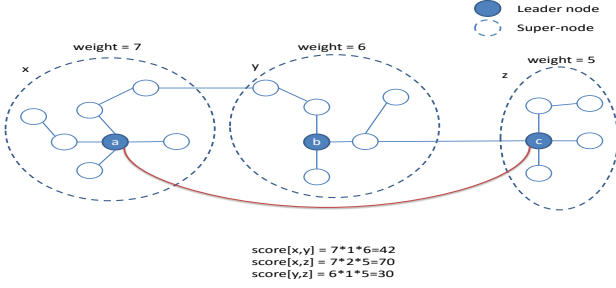 Leader node
Super-node
weight = 7
weight = 6
weight = 5
x
y
z
a
b
c
score[x,y] = 7*1*6=42
score[x,z] = 7*2*5=70
score[y,z] = 6*1*5=30